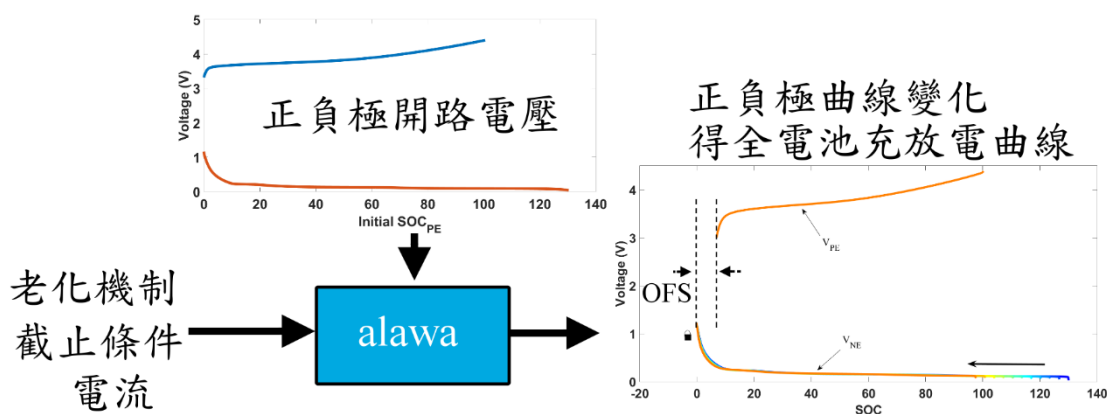 5
4
3
2
1
0
Voltage (V)
正負極開路電壓
0 20 40 60 80 100 120 140
Initial SOC_PE
正負極曲線變化
得全電池充放電曲線
老化機制
截止條件
電流
alawa
4
3
2
1
0
Voltage (V)
V_PE
OFS
V_NE
-20 0 20 40 60 80 100 120 140
SOC